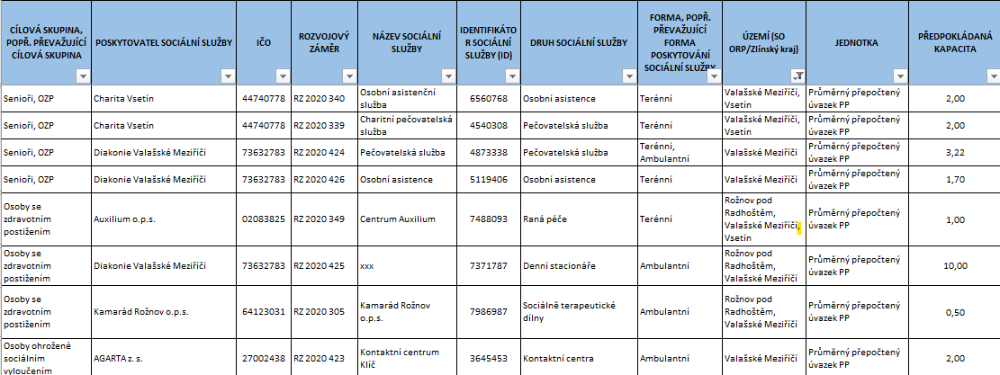 CÍLOVÁ SKUPINA, POPŘ. PŘEVAŽUJÍCÍ CÍLOVÁ SKUPINA	POSKYTOVATEL SOCIÁLNÍ SLUŽBY	IČO	ROZVOJOVÝ ZÁMĚR	NÁZEV SOCIÁLNÍ SLUŽBY	IDENTIFIKÁTOR SOCIÁLNÍ SLUŽBY (ID)	DRUH SOCIÁLNÍ SLUŽBY	FORMA, POPŘ. PŘEVAŽUJÍCÍ FORMA POSKYTOVÁNÍ SOCIÁLNÍ SLUŽBY	ÚZEMÍ (SO ORP/Zlínský kraj)	JEDNOTKA	PŘEDPOKLÁDANÁ KAPACITA
Senioři, OZP	Charita Vsetín	44740778	RZ 2020 340	Osobní asistenční služba	6560768	Osobní asistence	Terénní	Valašské Meziříčí, Vsetín	Průměrný přepočtený úvazek PP	2,00
Senioři, OZP	Charita Vsetín	44740778	RZ 2020 339	Charitní pečovatelská služba	4540308	Pečovatelská služba	Terénní	Valašské Meziříčí, Vsetín	Průměrný přepočtený úvazek PP	2,00
Senioři, OZP	Diakonie Valašské Meziříčí	73632783	RZ 2020 424	Pečovatelská služba	4873338	Pečovatelská služba	Terénní, Ambulantní	Valašské Meziříčí	Průměrný přepočtený úvazek PP	3,22
Senioři, OZP	Diakonie Valašské Meziříčí	73632783	RZ 2020 426	Osobní asistence	5119406	Osobní asistence	Terénní	Valašské Meziříčí	Průměrný přepočtený úvazek PP	1,70
Osoby se zdravotním postižením	Auxilium o.p.s.	02083825	RZ 2020 349	Centrum Auxilium	7488093	Raná péče	Terénní	Rožnov pod Radhoštěm, Valašské Meziříčí, Vsetín	Průměrný přepočtený úvazek PP	1,00
Osoby se zdravotním postižením	Diakonie Valašské Meziříčí	73632783	RZ 2020 425	xxx	7371787	Denní stacionáře	Ambulantní	Rožnov pod Radhoštěm, Valašské Meziříčí	Průměrný přepočtený úvazek PP	10,00
Osoby se zdravotním postižením	Kamarád Rožnov o.p.s.	64123031	RZ 2020 305	Kamarád Rožnov o.p.s.	7986987	Sociálně terapeutické dílny	Ambulantní	Rožnov pod Radhoštěm, Valašské Meziříčí	Průměrný přepočtený úvazek PP	0,50
Osoby ohrožené sociálním vyloučením	AGARTA z. s.	27002438	RZ 2020 423	Kontaktní centrum Klíč	3645453	Kontaktní centra	Ambulantní	Valašské Meziříčí	Průměrný přepočtený úvazek PP	2,00